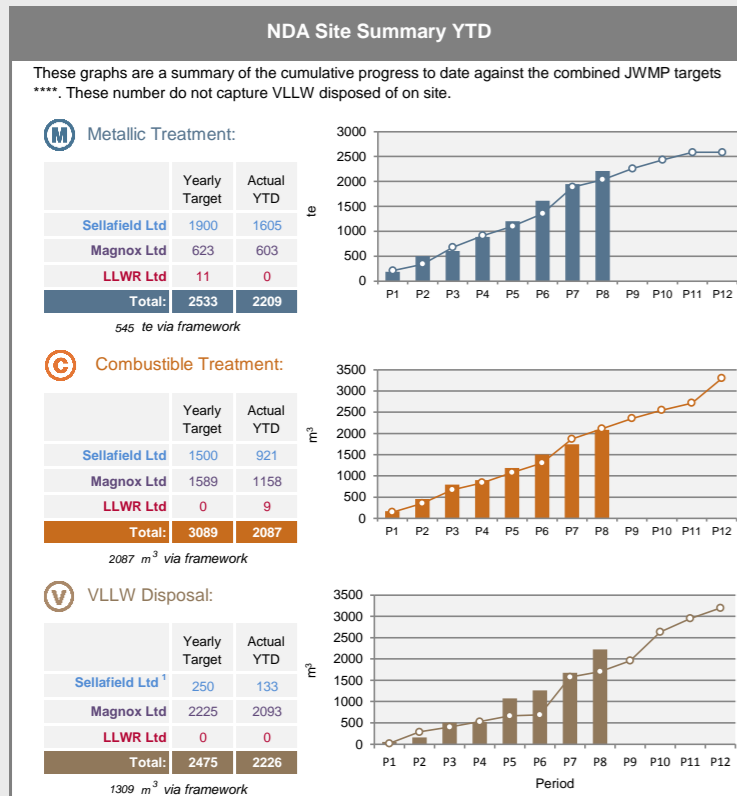 NDA Site Summary YTD
These graphs are a summary of the cumulative progress to date against the combined JWMP targets
****. These number do not capture VLLW disposed of on site.
M Metallic Treatment:
Yearly Target Actual YTD
Sellafield Ltd 1900 1605
Magnox Ltd 623 603
LLWR Ltd 11 0
Total: 2533 2209
545 te via framework
te
3000
2500
2000
1500
1000
500
0
P1 P2 P3 P4 P5 P6 P7 P8 P9 P10 P11 P12
C Combustible Treatment:
Yearly Target Actual YTD
Sellafield Ltd 1500 921
Magnox Ltd 1589 1158
LLWR Ltd 0 9
Total: 3089 2087
2087 m³ via framework
m³
3500
3000
2500
2000
1500
1000
500
0
P1 P2 P3 P4 P5 P6 P7 P8 P9 P10 P11 P12
V VLLW Disposal:
Yearly Target Actual YTD
Sellafield Ltd ¹ 250 133
Magnox Ltd 2225 2093
LLWR Ltd 0 0
Total: 2475 2226
1309 m³ via framework
m³
3500
3000
2500
2000
1500
1000
500
0
P1 P2 P3 P4 P5 P6 P7 P8 P9 P10 P11 P12
Period